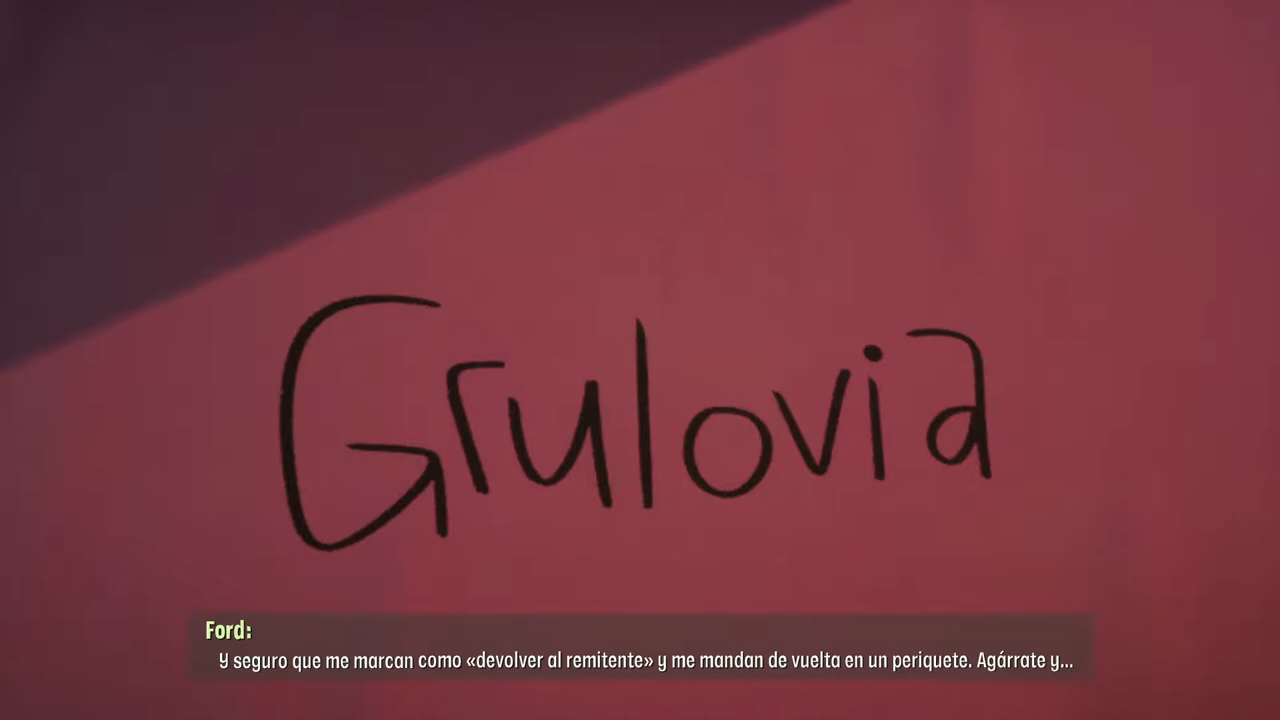 Grulovia
Ford:
Y seguro que me marcan como «devolver al remitente» y me mandan de vuelta en un periquete. Agárrate y...